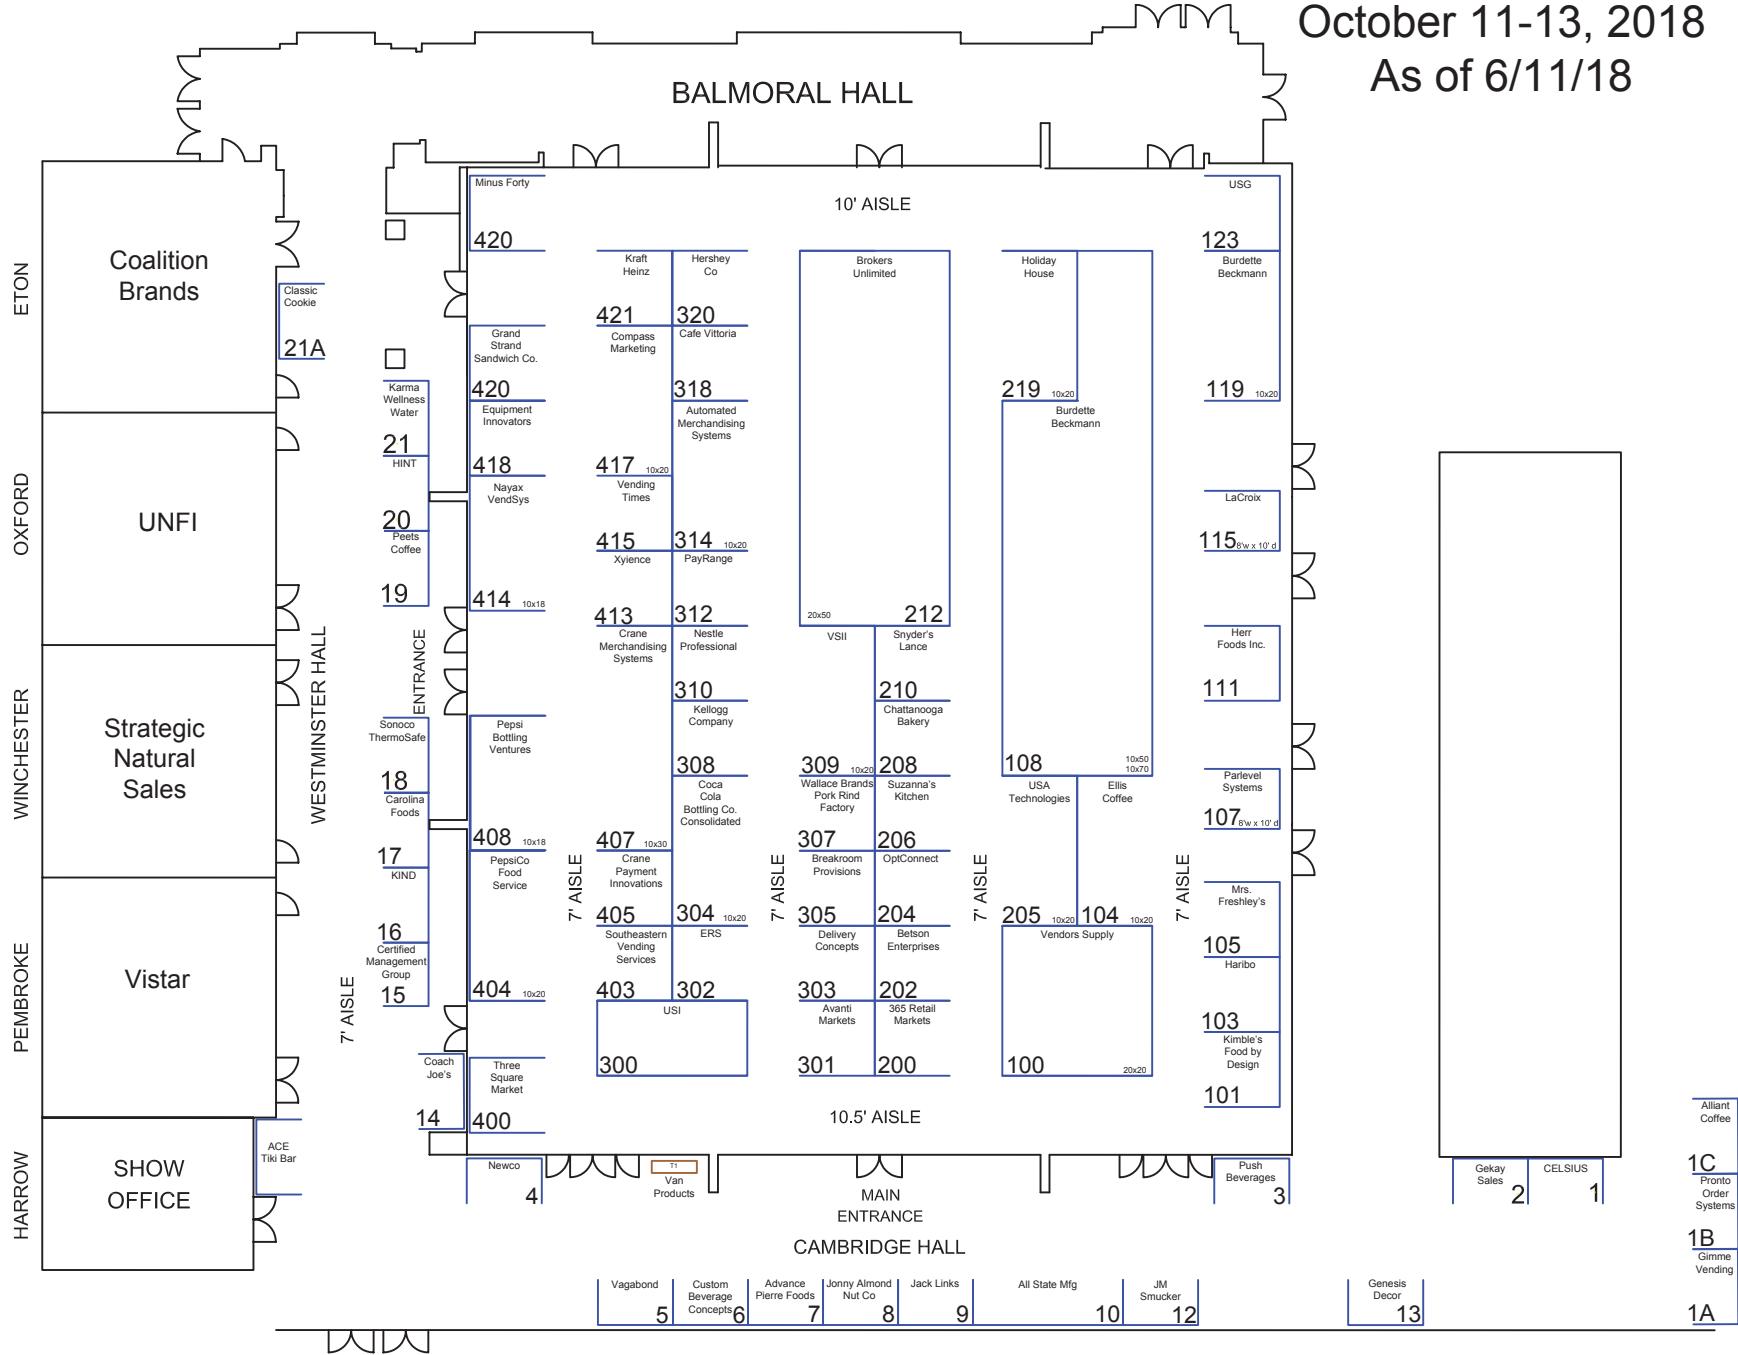 October 11-13, 2018
As of 6/11/18
BALMORAL HALL
10' AISLE
ETON
OXFORD
WINCHESTER
PEMBROKE
HARROW
Coalition
Brands
UNFI
Strategic
Natural
Sales
Vistar
SHOW
OFFICE
ACE
Tiki Bar
WESTMINSTER HALL
7' AISLE
ENTRANCE
Classic
Cookie
21A
Karma
Wellness
Water
21
HINT
20
Peets
Coffee
19
Sonoco
ThermoSafe
18
Carolina
Foods
17
KIND
16
Certified
Management
Group
15
Coach
Joe's
14
Minus Forty
420
Grand
Strand
Sandwich Co.
420
Equipment
Innovators
418
Nayax
VendSys
414 10x18
Pepsi
Bottling
Ventures
408 10x18
PepsiCo
Food
Service
404 10x20
Three
Square
Market
400
7' AISLE
Kraft
Heinz
421
Compass
Marketing
417 10x20
Vending
Times
415
Xyience
413
Crane
Merchandising
Systems
407 10x30
Crane
Payment
Innovations
405
Southeastern
Vending
Services
403
Hershey
Co
320
Cafe Vittoria
318
Automated
Merchandising
Systems
314 10x20
PayRange
312
Nestle
Professional
310
Kellogg
Company
308
Coca
Cola
Bottling Co.
Consolidated
304 10x20
ERS
302
USI
300
7' AISLE
Brokers
Unlimited
20x50
212
VSII
309 10x20
Wallace Brands
Pork Rind
Factory
307
Breakroom
Provisions
305
Delivery
Concepts
303
Avanti
Markets
301
Snyder's
Lance
210
Chattanooga
Bakery
208
Suzanna's
Kitchen
206
OptConnect
204
Betson
Enterprises
202
365 Retail
Markets
200
7' AISLE
Holiday
House
219 10x20
Burdette
Beckmann
108
10x50
10x70
USA
Technologies
205 10x20
Ellis
Coffee
104 10x20
Vendors Supply
100 20x20
7' AISLE
USG
123
Burdette
Beckmann
119 10x20
LaCroix
115 8'w x 10' d
Herr
Foods Inc.
111
Parlevel
Systems
107 8'w x 10' d
Mrs.
Freshley's
105
Haribo
103
Kimble's
Food by
Design
101
10.5' AISLE
Newco
4
T1
Van
Products
MAIN
ENTRANCE
CAMBRIDGE HALL
Push
Beverages
3
Gekay
Sales
2
CELSIUS
1
Alliant
Coffee
1C
Pronto
Order
Systems
1B
Gimme
Vending
1A
Vagabond
5
Custom
Beverage
Concepts
6
Advance
Pierre Foods
7
Jonny Almond
Nut Co
8
Jack Links
9
All State Mfg
10
JM
Smucker
12
Genesis
Decor
13